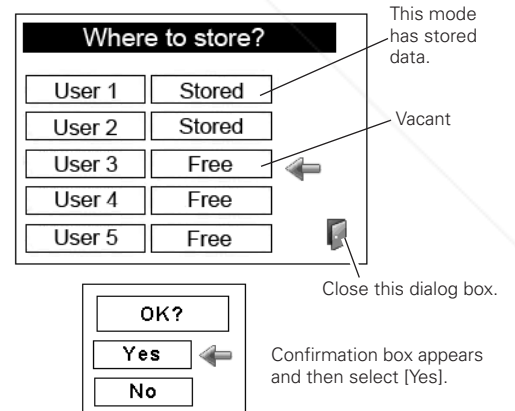 This mode
has stored
data.
Where to store?
User 1 Stored
User 2 Stored
Vacant
User 3 Free
User 4 Free
User 5 Free
Close this dialog box.
OK?
Yes
No
Confirmation box appears
and then select [Yes].